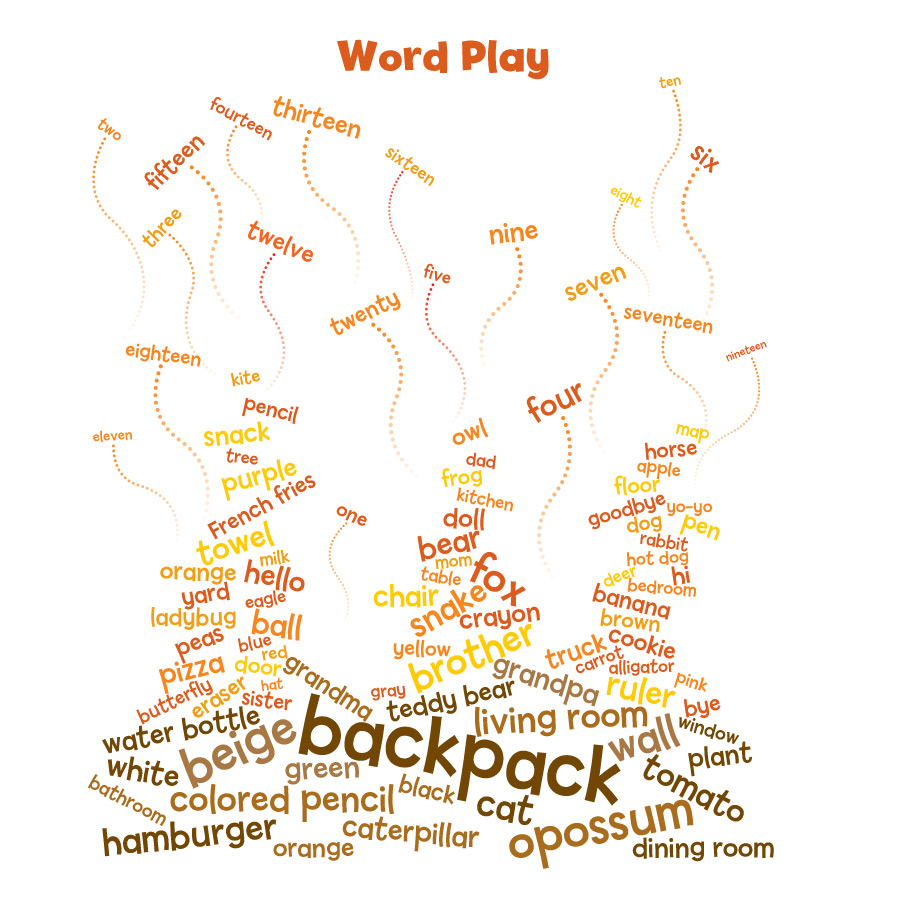 Word Play
ten
two
fourteen
thirteen
fifteen
sixteen
six
eight
three
twelve
nine
five
seven
twenty
seventeen
eighteen
nineteen
kite
four
pencil
eleven
snack
owl
map
tree
dad
horse
purple
frog
apple
French fries
kitchen
floor
one
doll
goodbye
yo-yo
towel
bear
dog
pen
milk
mom
rabbit
orange
hello
table
fox
hot dog
yard
eagle
chair
snake
deer
hi
bedroom
ladybug
ball
crayon
banana
peas
blue
yellow
brother
brown
red
truck
cookie
pizza
door
grandma
grandpa
carrot
alligator
butterfly
eraser
hat
sister
gray
teddy bear
ruler
pink
bye
water bottle
beige
backpack
living room
wall
window
white
green
plant
bathroom
colored pencil
black
cat
tomato
hamburger
orange
caterpillar
opossum
dining room